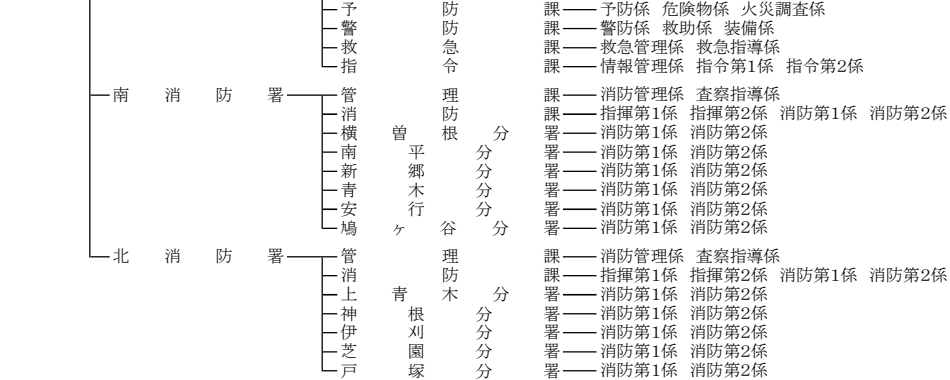 予防課 予防係 危険物係 火災調査係
警防課 警防係 救助係 装備係
救急課 救急管理係 救急指導係
指令課 情報管理係 指令第1係 指令第2係
南消防署 管理課 消防管理係 査察指導係
消防課 指揮第1係 指揮第2係 消防第1係 消防第2係
横曽根分署 消防第1係 消防第2係
南平分署 消防第1係 消防第2係
新郷分署 消防第1係 消防第2係
青木分署 消防第1係 消防第2係
安行分署 消防第1係 消防第2係
鳩ヶ谷分署 消防第1係 消防第2係
北消防署 管理課 消防管理係 査察指導係
消防課 指揮第1係 指揮第2係 消防第1係 消防第2係
上青木分署 消防第1係 消防第2係
神根分署 消防第1係 消防第2係
伊刈分署 消防第1係 消防第2係
芝園分署 消防第1係 消防第2係
戸塚分署 消防第1係 消防第2係